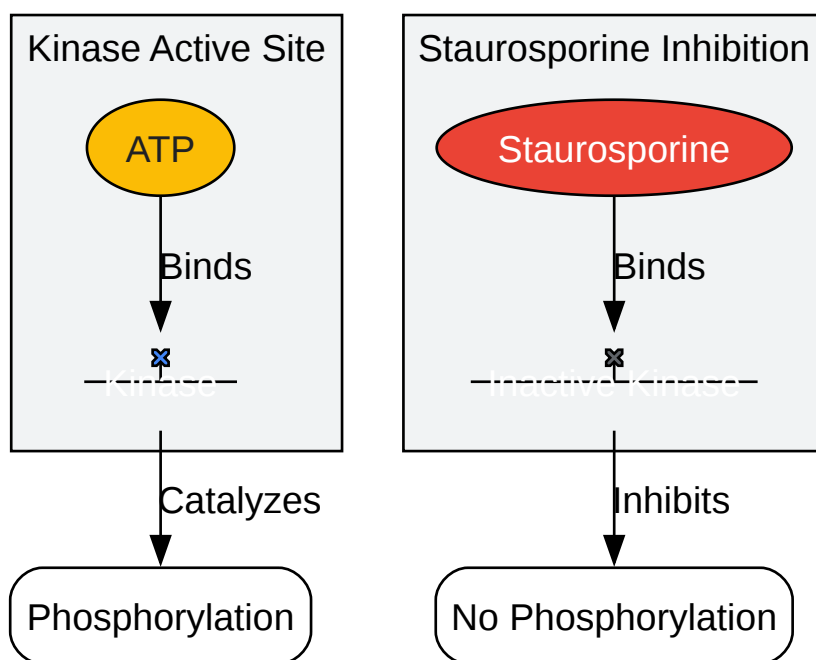 Kinase Active Site
ATP
Binds
Kinase
Catalyzes
Phosphorylation
Staurosporine Inhibition
Staurosporine
Binds
Inactive Kinase
Inhibits
No Phosphorylation